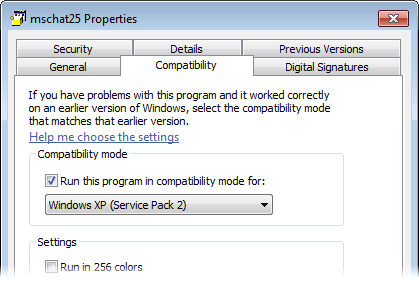 mschat25 Properties
Security Details Previous Versions
General Compatibility Digital Signatures
If you have problems with this program and it worked correctly
on an earlier version of Windows, select the compatibility mode
that matches that earlier version.
Help me choose the settings
Compatibility mode
Run this program in compatibility mode for:
Windows XP (Service Pack 2)
Settings
Run in 256 colors